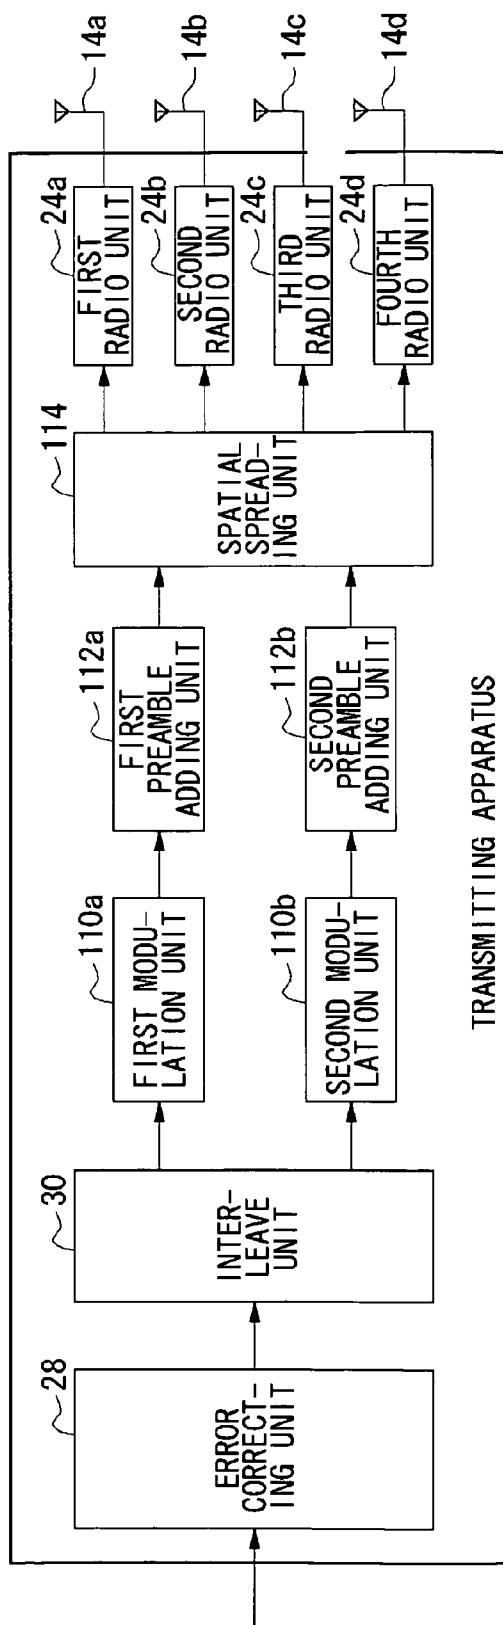 28
ERROR
CORRECT-
ING UNIT
30
INTER-
LEAVE
UNIT
110a
FIRST MODU-
LATION UNIT
110b
SECOND MODU-
LATION UNIT
112a
FIRST
PREAMBLE
ADDING UNIT
112b
SECOND
PREAMBLE
ADDING UNIT
114
SPATIAL
SPREAD-
ING UNIT
24a
FIRST
RADIO UNIT
24b
SECOND
RADIO UNIT
24c
THIRD
RADIO UNIT
24d
FOURTH
RADIO UNIT
14a
14b
14c
14d
TRANSMITTING APPARATUS